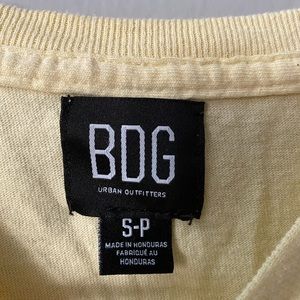 BDG
URBAN OUTFITTERS
S-P
MADE IN HONDURAS
FABRIQUÉ AU
HONDURAS